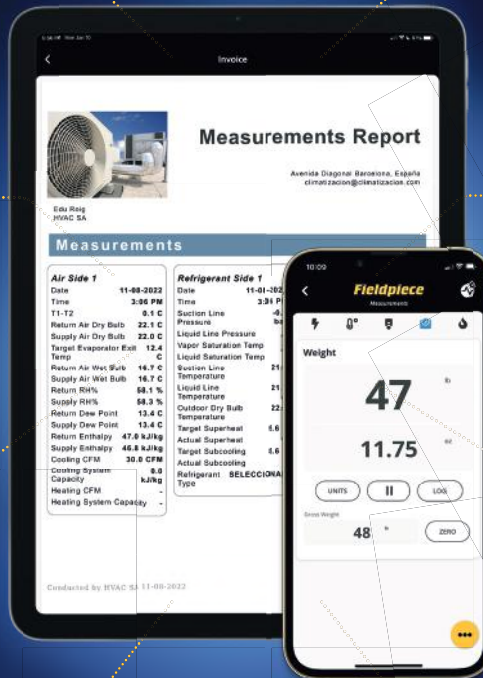 Invoice
Measurements Report
Avenida Diagonal Barcelona, España
climatizacion@climatizacion.com
Edu Roig
HVAC SA
Measurements
Air Side 1
Date 11-08-2022
Time 3:06 PM
T1-T2 0.1 C
Return Air Dry Bulb 22.1 C
Supply Air Dry Bulb 22.0 C
Target Evaporator Exit 12.4
Temp C
Return Air Wet Bulb 16.7 C
Supply Air Wet Bulb 16.7 C
Return RH% 58.1 %
Supply RH% 58.3 %
Return Dew Point 13.4 C
Supply Dew Point 13.4 C
Return Enthalpy 47.0 kJ/kg
Supply Enthalpy 46.8 kJ/kg
Cooling CFM 30.0 CFM
Cooling System 0.0
Capacity kJ/kg
Heating CFM -
Heating System Capacity -
Refrigerant Side 1
Date
Time
Suction Line
Pressure
Liquid Line Pressure
Vapor Saturation Temp
Liquid Saturation Temp
Suction Line 21
Temperature
Liquid Line 21
Temperature
Outdoor Dry Bulb 22
Temperature
Target Superheat
Actual Superheat
Target Subcooling
Actual Subcooling
Refrigerant
Type
Conducted by HVAC SA 11-08-2022
10:09
Fieldpiece
Measurements
Weight
47 lb
11.75 oz
UNITS
LOG
Gross Weight
48
ZERO